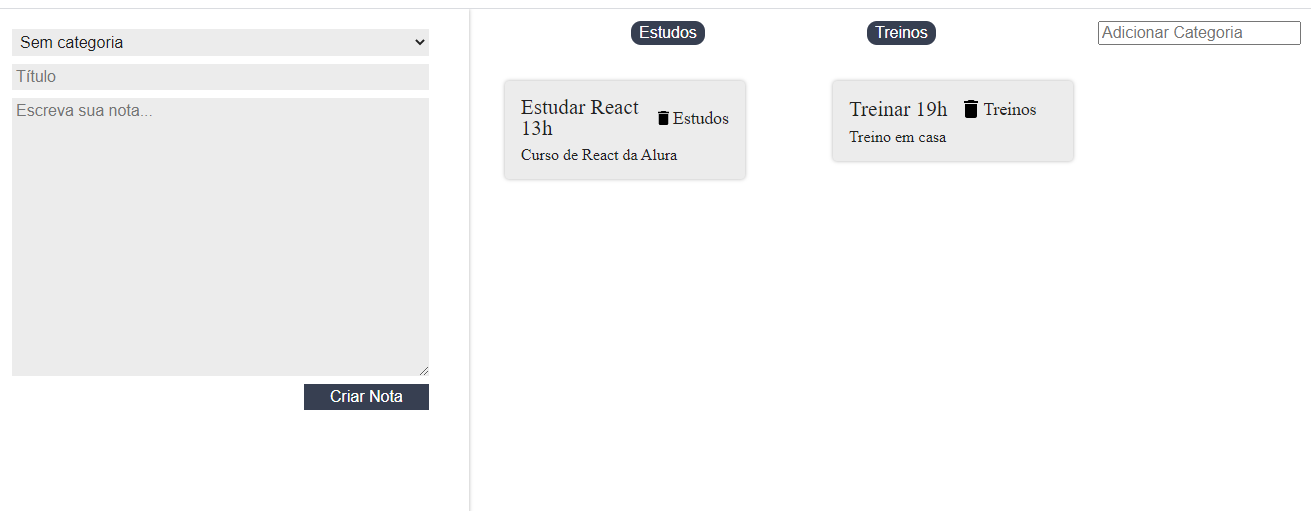 Sem categoria
Título
Escreva sua nota...
Criar Nota
Estudos
Treinos
Adicionar Categoria
Estudar React
13h
Estudos
Curso de React da Alura
Treinar 19h
Treinos
Treino em casa